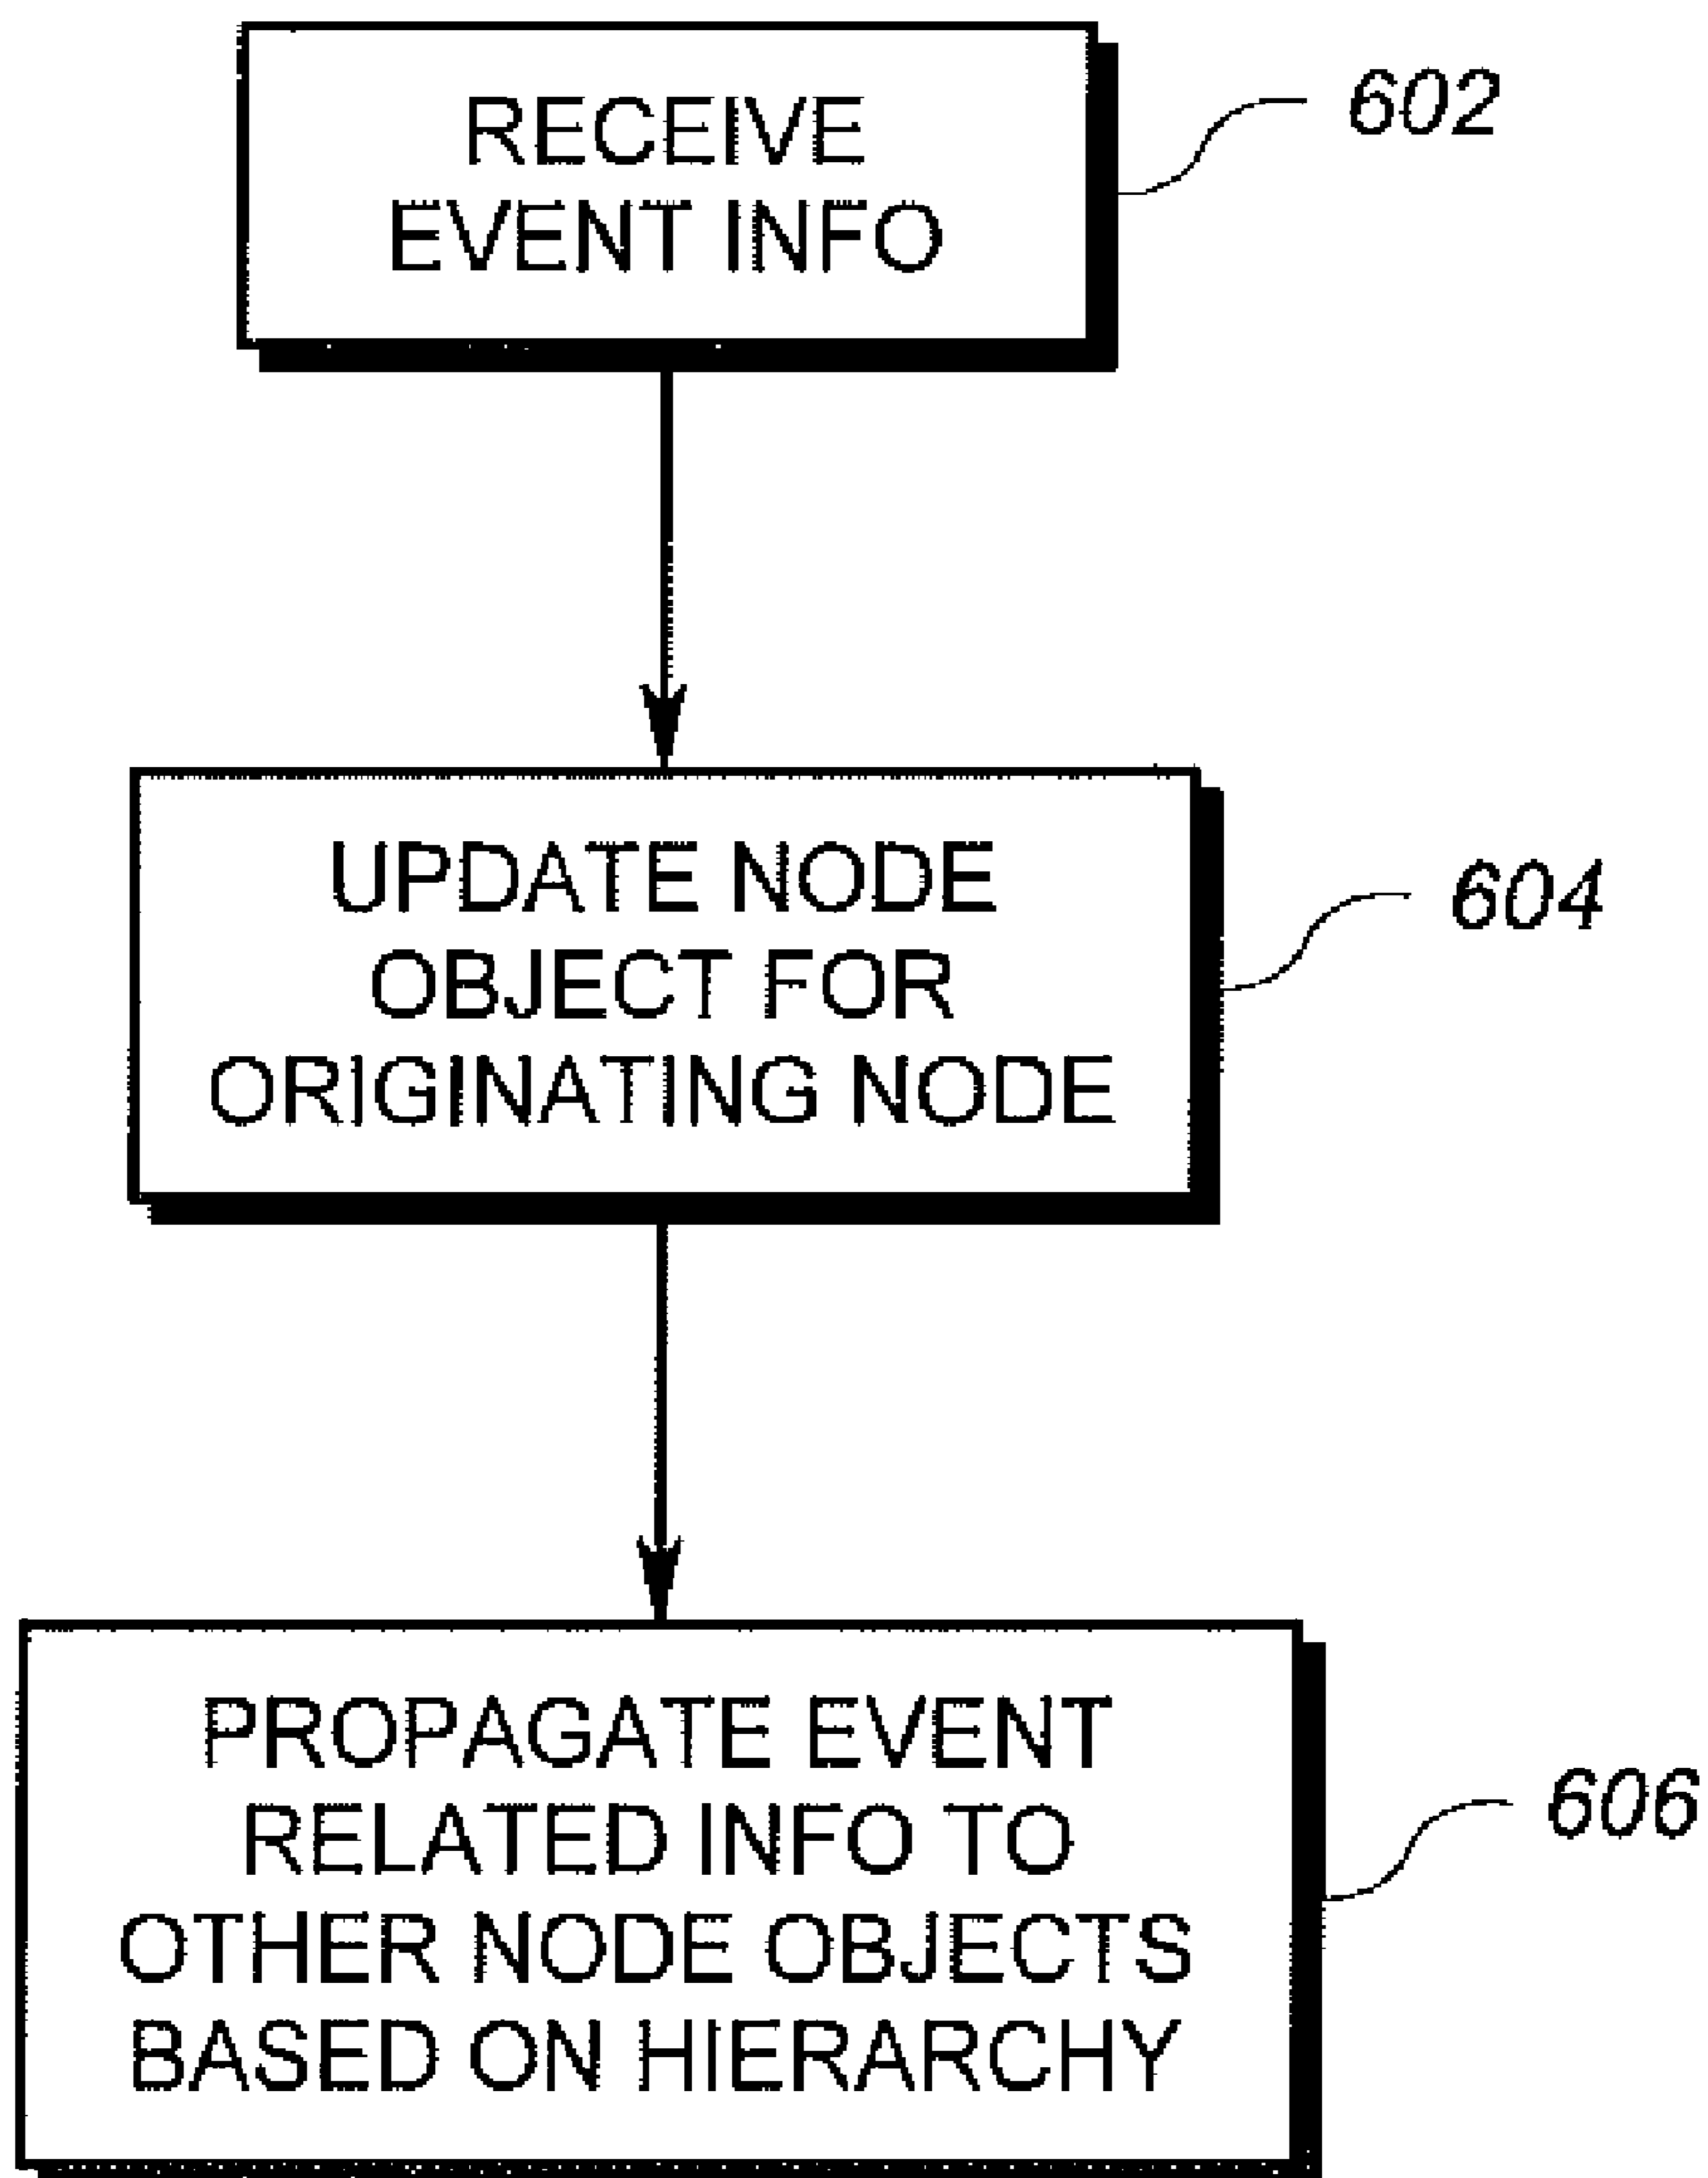 RECEIVE
EVENT INFO
602
UPDATE NODE
OBJECT FOR
ORIGINATING NODE
604
PROPAGATE EVENT
RELATED INFO TO
OTHER NODE OBJECTS
BASED ON HIERARCHY
606